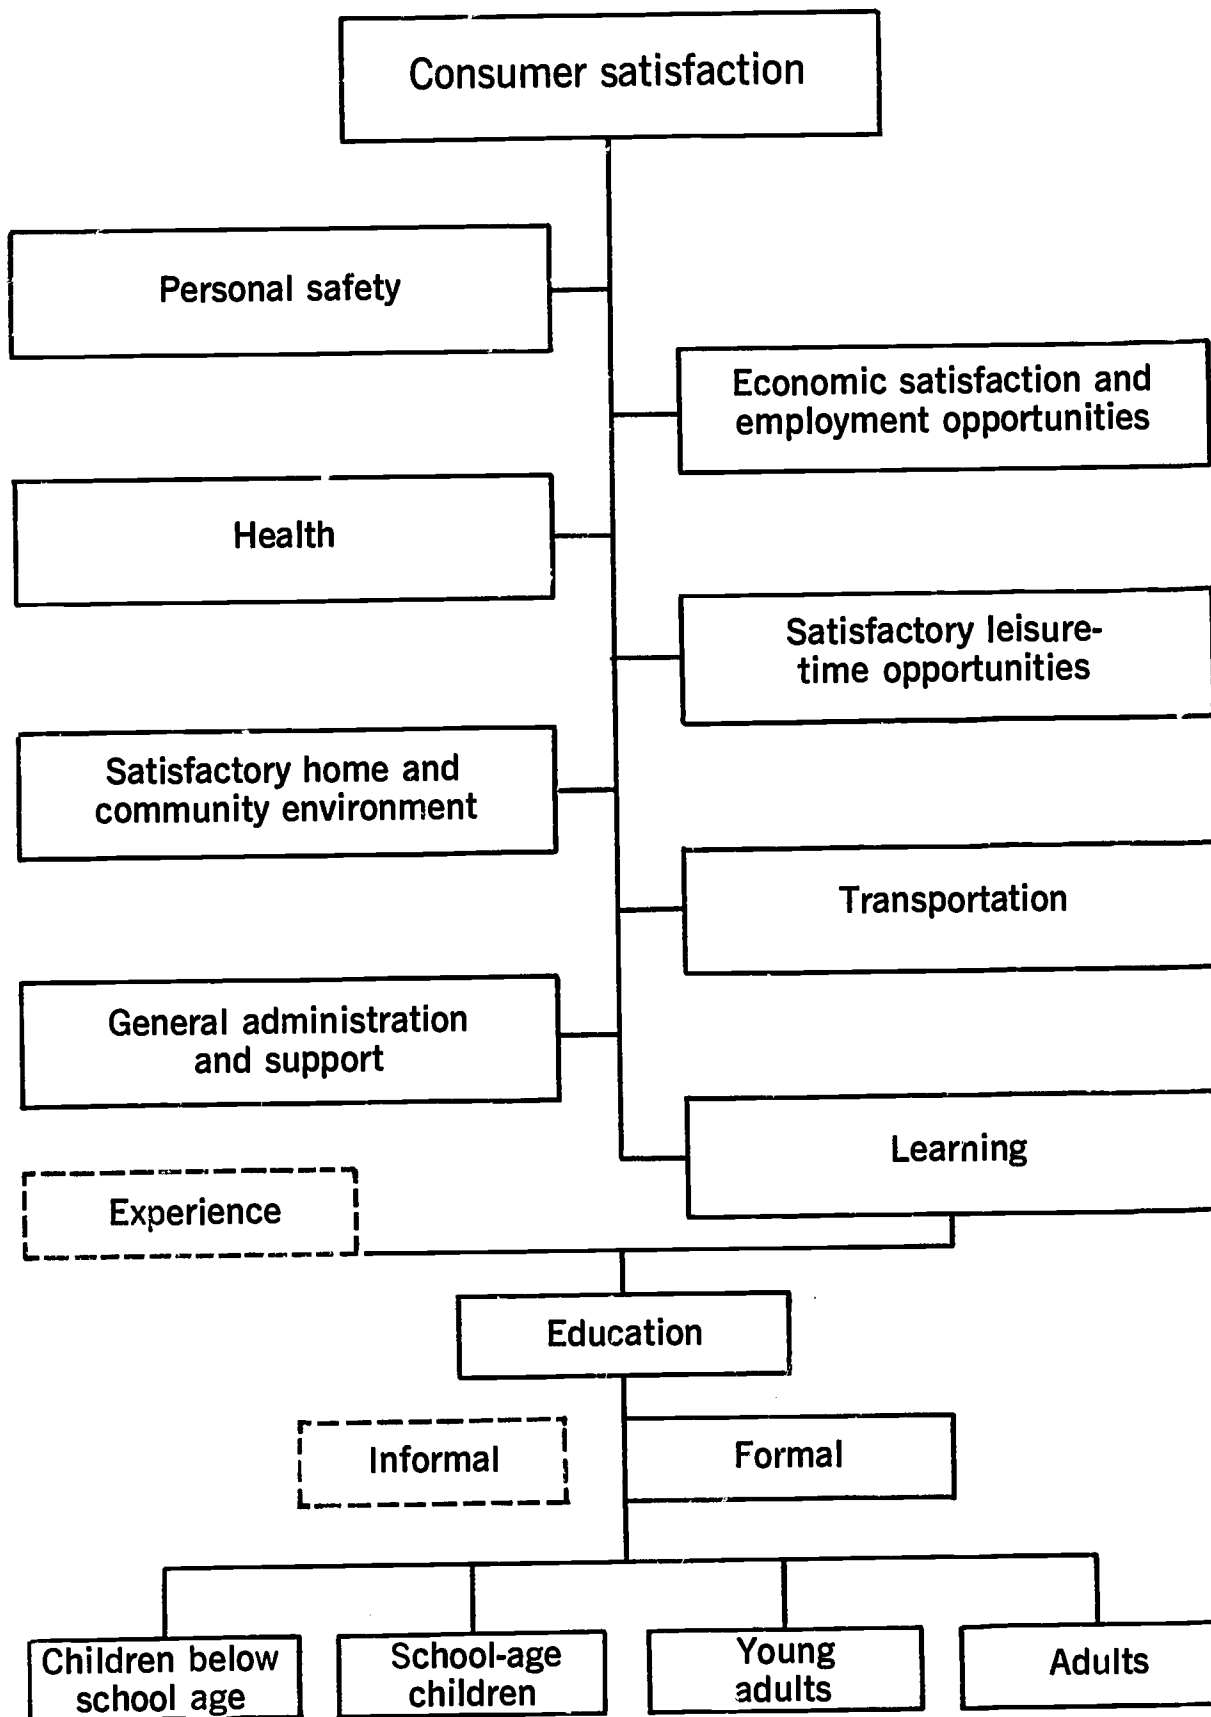 Consumer satisfaction
Personal safety
Economic satisfaction and
employment opportunities
Health
Satisfactory leisure-
time opportunities
Satisfactory home and
community environment
Transportation
General administration
and support
Learning
Experience
Education
Informal
Formal
Children below
school age
School-age
children
Young
adults
Adults